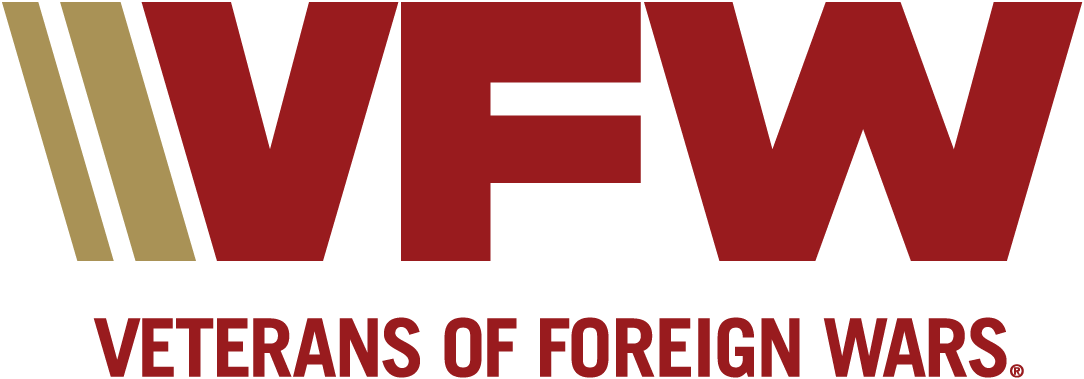 VFW
VETERANS OF FOREIGN WARS.®